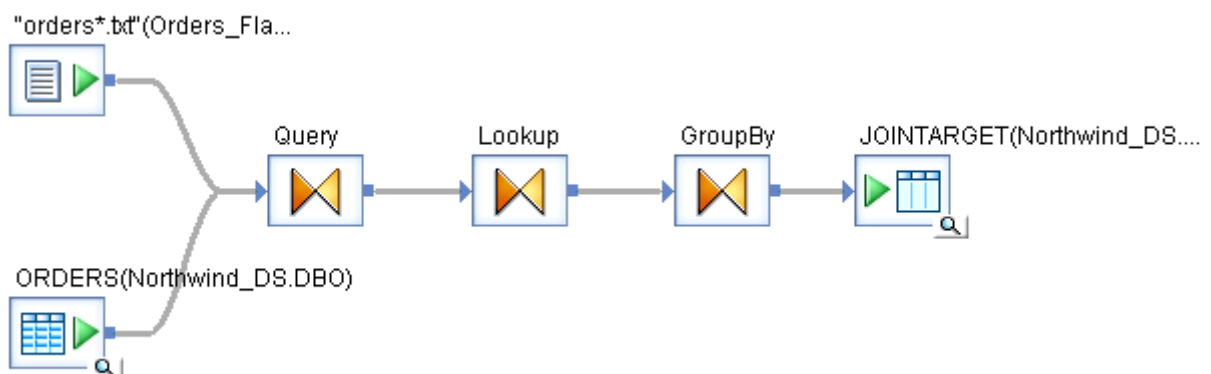 "orders*.txt"(Orders_Fla...
Query
Lookup
GroupBy
JOINTARGET(Northwind_DS....
ORDERS(Northwind_DS.DBO)